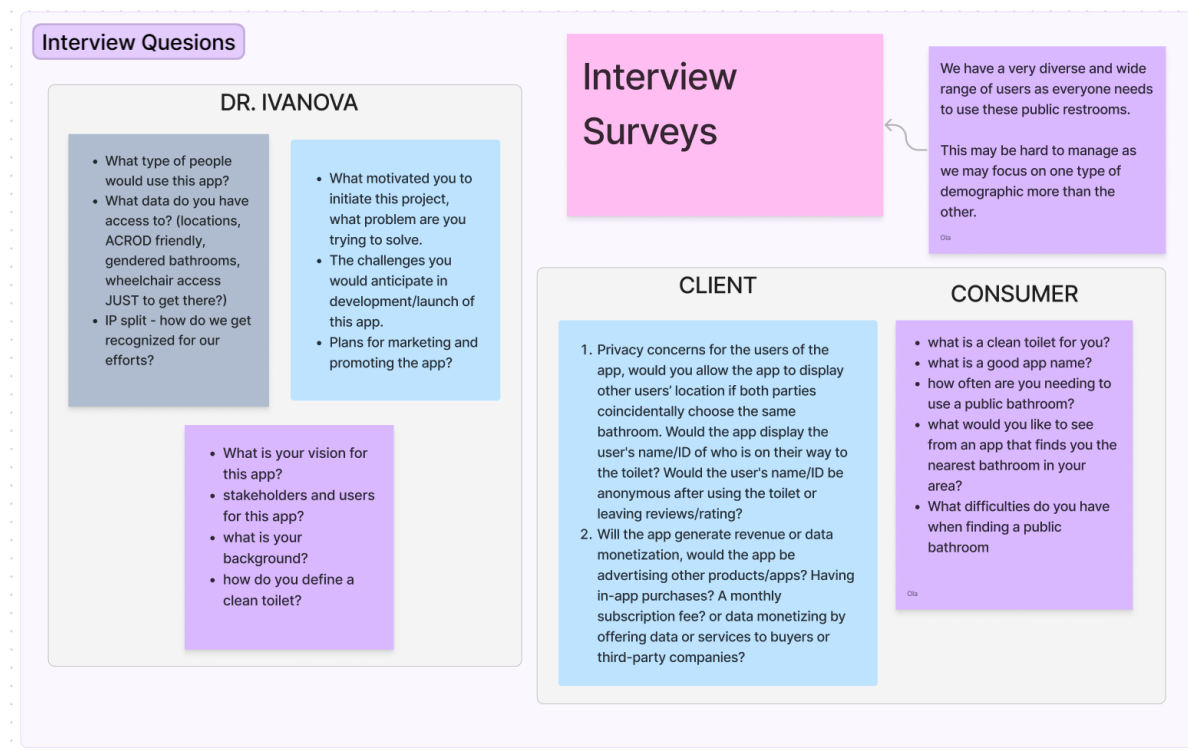 Interview Quesions
DR. IVANOVA
• What type of people
would use this app?
• What data do you have
access to? (locations,
ACROD friendly,
gendered bathrooms,
wheelchair access
JUST to get there?)
• IP split - how do we get
recognized for our
efforts?
• What motivated you to
initiate this project,
what problem are you
trying to solve.
• The challenges you
would anticipate in
development/launch of
this app.
• Plans for marketing and
promoting the app?
• What is your vision for
this app?
• stakeholders and users
for this app?
• what is your
background?
• how do you define a
clean toilet?
Interview
Surveys
We have a very diverse and wide
range of users as everyone needs
to use these public restrooms.
This may be hard to manage as
we may focus on one type of
demographic more than the
other.
Ola
CLIENT
1. Privacy concerns for the users of the
app, would you allow the app to display
other users’ location if both parties
coincidentally choose the same
bathroom. Would the app display the
user's name/ID of who is on their way to
the toilet? Would the user's name/ID be
anonymous after using the toilet or
leaving reviews/rating?
2. Will the app generate revenue or data
monetization, would the app be
advertising other products/apps? Having
in-app purchases? A monthly
subscription fee? or data monetizing by
offering data or services to buyers or
third-party companies?
CONSUMER
• what is a clean toilet for you?
• what is a good app name?
• how often are you needing to
use a public bathroom?
• what would you like to see
from an app that finds you the
nearest bathroom in your
area?
• What difficulties do you have
when finding a public
bathroom
Ola